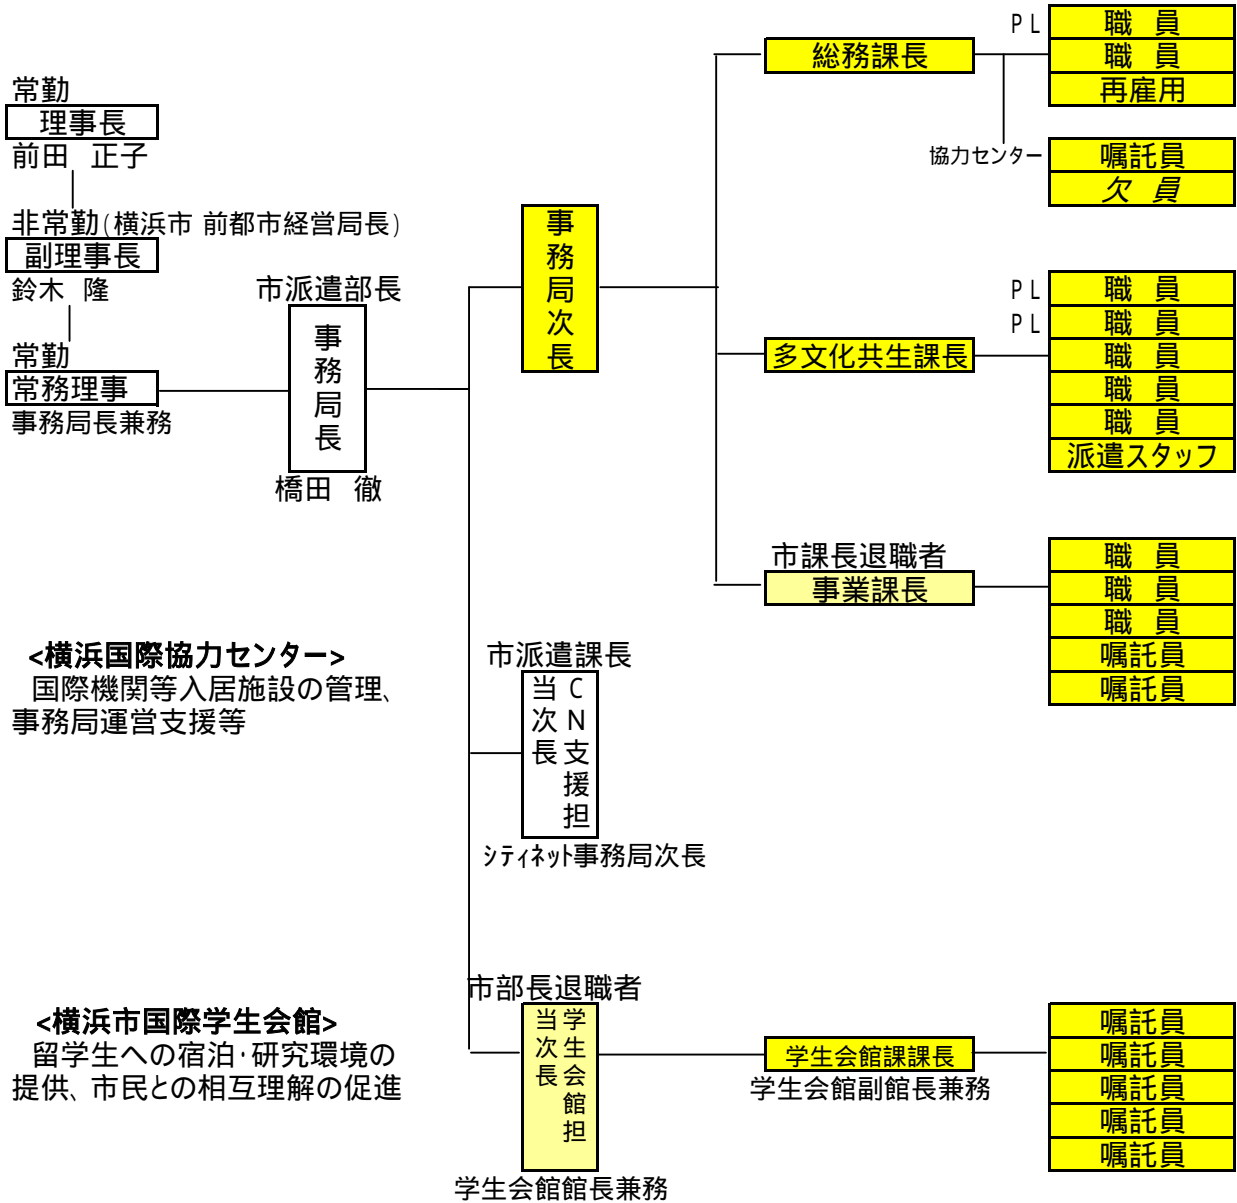 常勤
理事長
前田　正子
非常勤(横浜市 前都市経営局長)
副理事長
鈴木　隆
常勤
常務理事
事務局長兼務
市派遣部長
事務局長
橋田　徹
事務局次長
総務課長
ＰＬ
職　員
職　員
再雇用
協力センター
嘱託員
欠　員
多文化共生課長
ＰＬ
ＰＬ
職　員
職　員
職　員
職　員
職　員
派遣スタッフ
市課長退職者
事業課長
職　員
職　員
職　員
嘱託員
嘱託員
<横浜国際協力センター>
国際機関等入居施設の管理、
事務局運営支援等
市派遣課長
ＣＮ支援担
当次長
ｼﾃｨﾈｯﾄ事務局次長
<横浜市国際学生会館>
留学生への宿泊･研究環境の
提供、市民との相互理解の促進
市部長退職者
学生会館担
当次長
学生会館館長兼務
学生会館課課長
学生会館副館長兼務
嘱託員
嘱託員
嘱託員
嘱託員
嘱託員